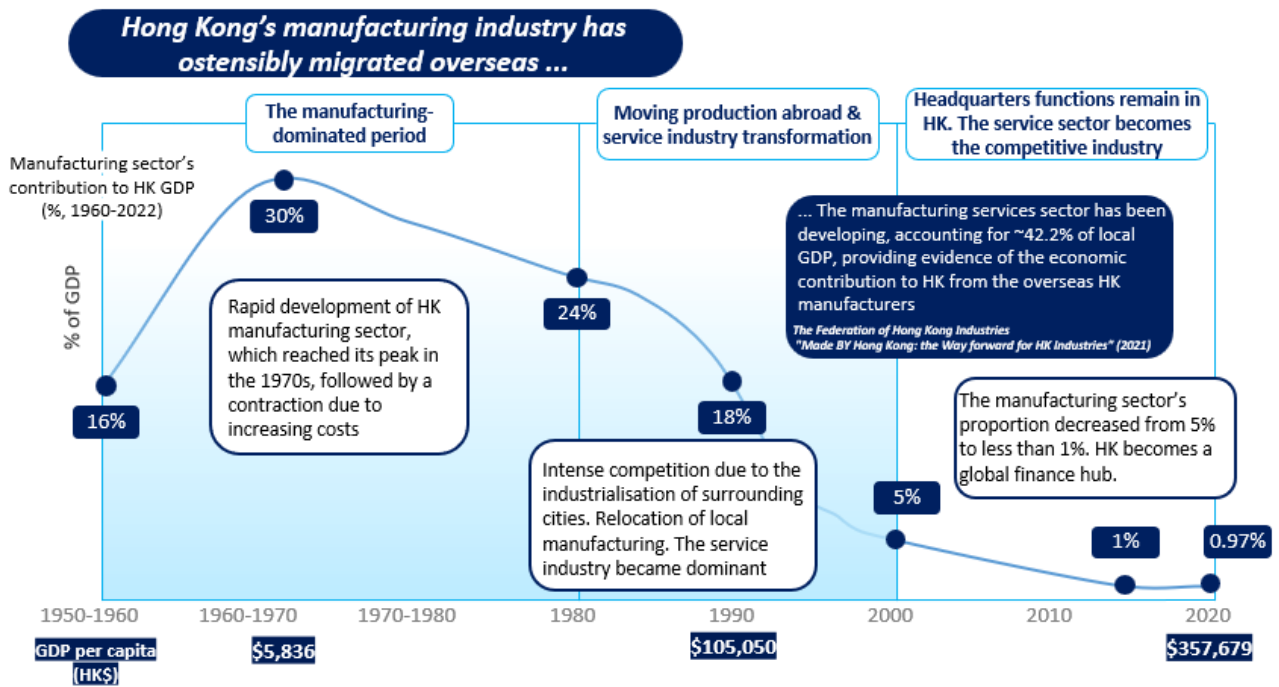 Hong Kong's manufacturing industry has
ostensibly migrated overseas ...
The manufacturing-
dominated period
Moving production abroad &
service industry transformation
Headquarters functions remain in
HK. The service sector becomes
the competitive industry
Manufacturing sector's
contribution to HK GDP
(%, 1960-2022)
% of GDP
30%
... The manufacturing services sector has been
developing, accounting for ~42.2% of local
GDP, providing evidence of the economic
contribution to HK from the overseas HK
manufacturers
The Federation of Hong Kong Industries
"Made BY Hong Kong: the Way forward for HK Industries" (2021)
Rapid development of HK
manufacturing sector,
which reached its peak in
the 1970s, followed by a
contraction due to
increasing costs
24%
16%
18%
The manufacturing sector's
proportion decreased from 5%
to less than 1%. HK becomes a
global finance hub.
Intense competition due to the
industrialisation of surrounding
cities. Relocation of local
manufacturing. The service
industry became dominant
5%
1%
0.97%
1950-1960
1960-1970
1970-1980
1980
1990
2000
2010
2020
GDP per capita
(HK$)
$5,836
$105,050
$357,679